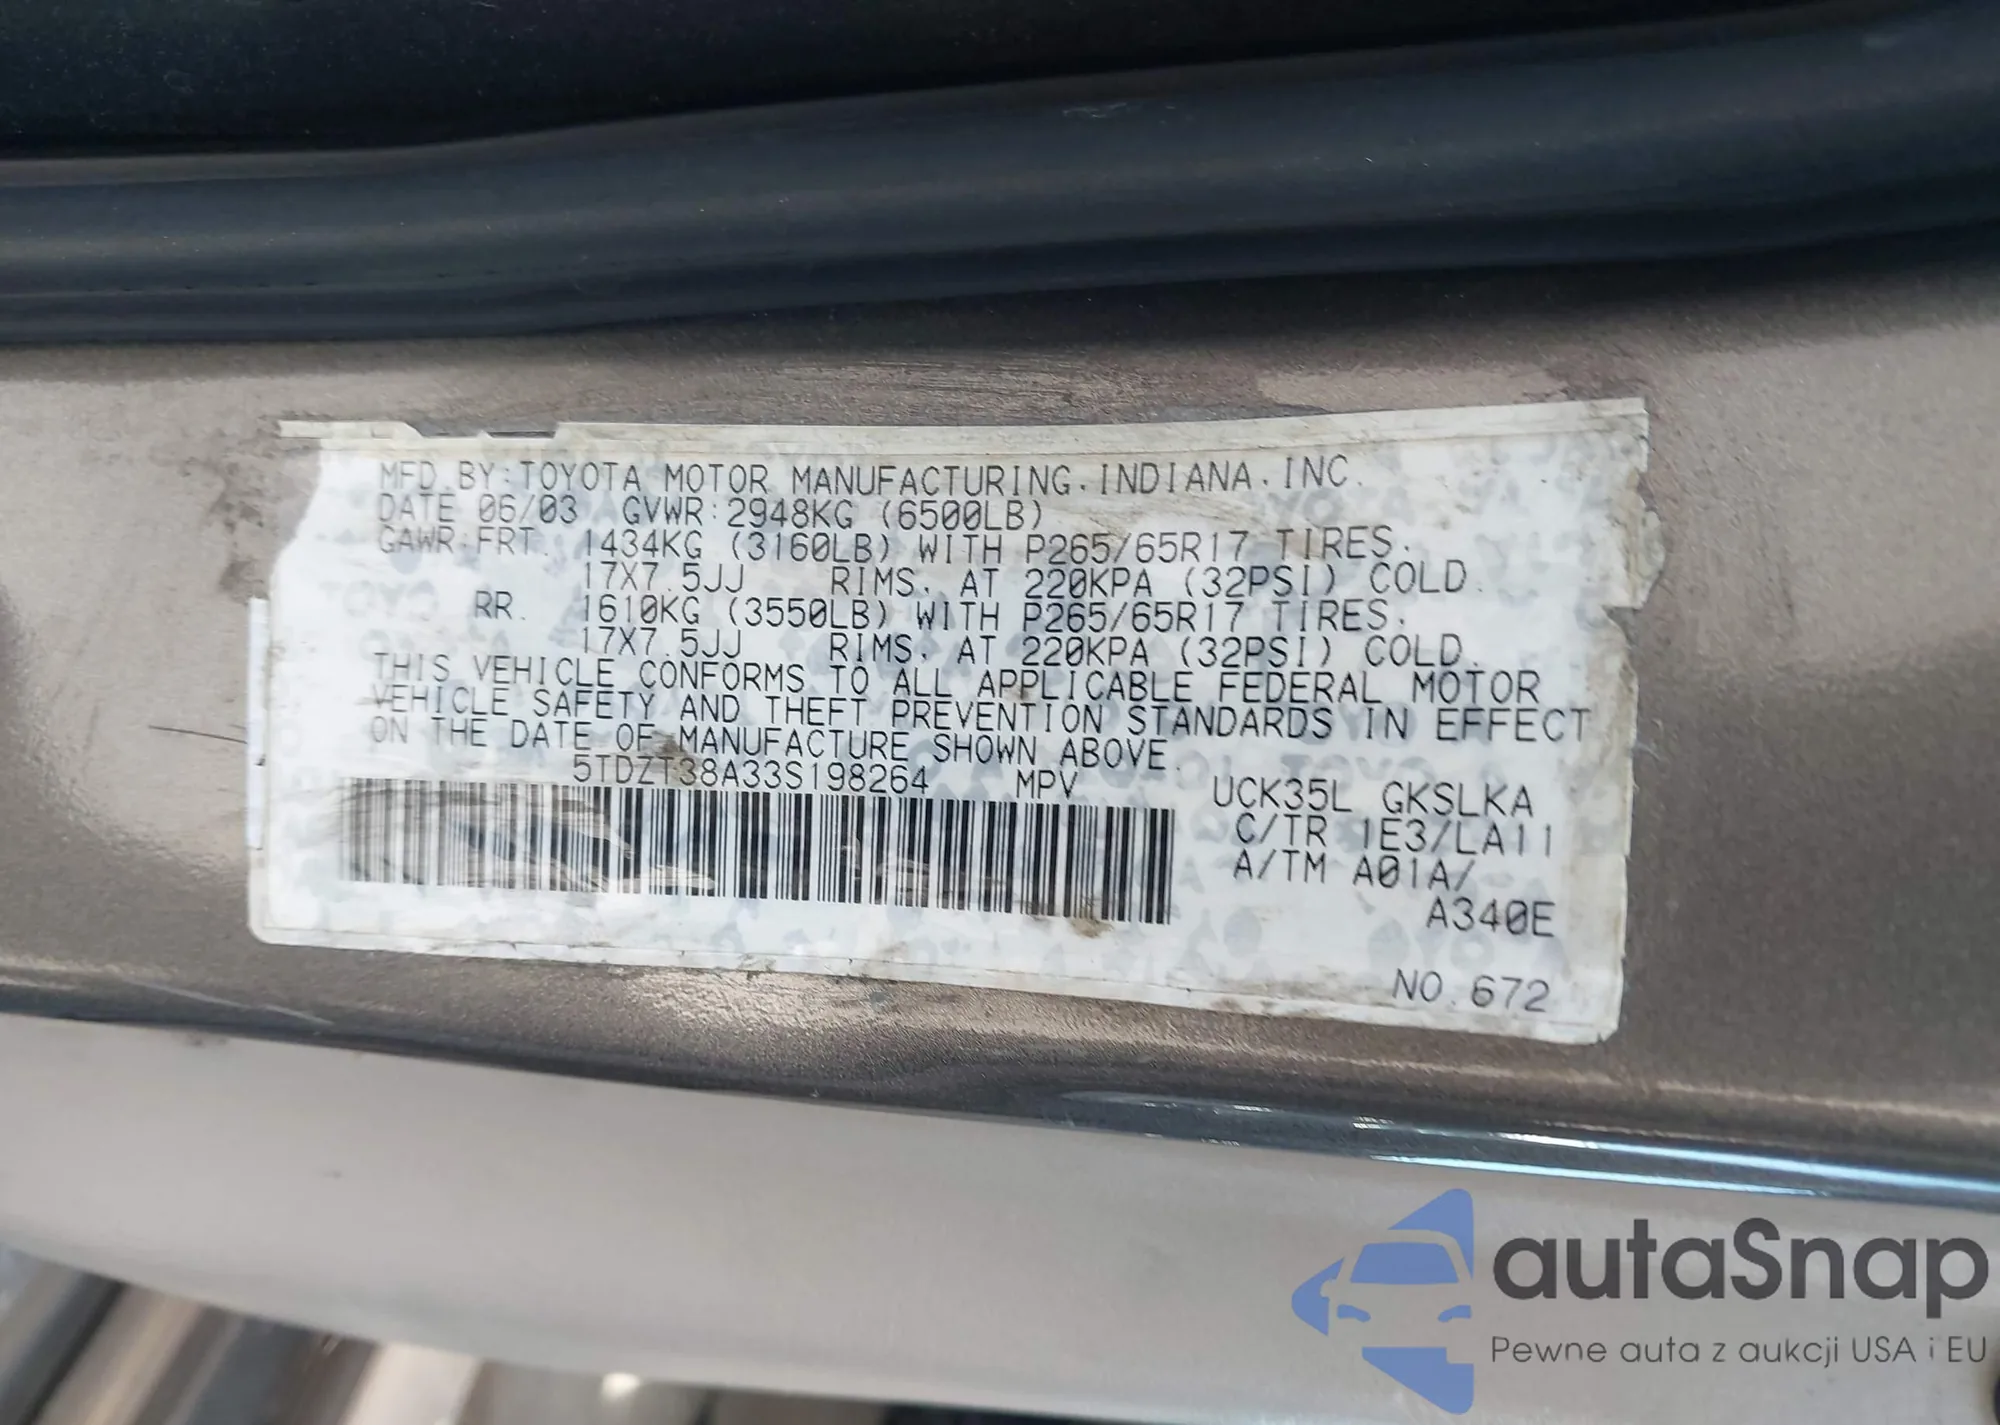 MFD.BY:TOYOTA MOTOR MANUFACTURING.INDIANA.INC.
DATE 06/03 GVWR:2948KG (6500LB)
GAWR:FRT. 1434KG (3160LB) WITH P265/65R17 TIRES.
17X7.5JJ RIMS. AT 220KPA (32PSI) COLD.
RR. 1610KG (3550LB) WITH P265/65R17 TIRES.
17X7.5JJ RIMS. AT 220KPA (32PSI) COLD.
THIS VEHICLE CONFORMS TO ALL APPLICABLE FEDERAL MOTOR
VEHICLE SAFETY AND THEFT PREVENTION STANDARDS IN EFFECT
ON THE DATE OF MANUFACTURE SHOWN ABOVE.
5TDZT38A33S198264 MPV UCK35L GKSLKA
C/TR 1E3/LA11
A/TM A01A/
A340E
NO.672
autaSnap
Pewne auta z aukcji USA i EU